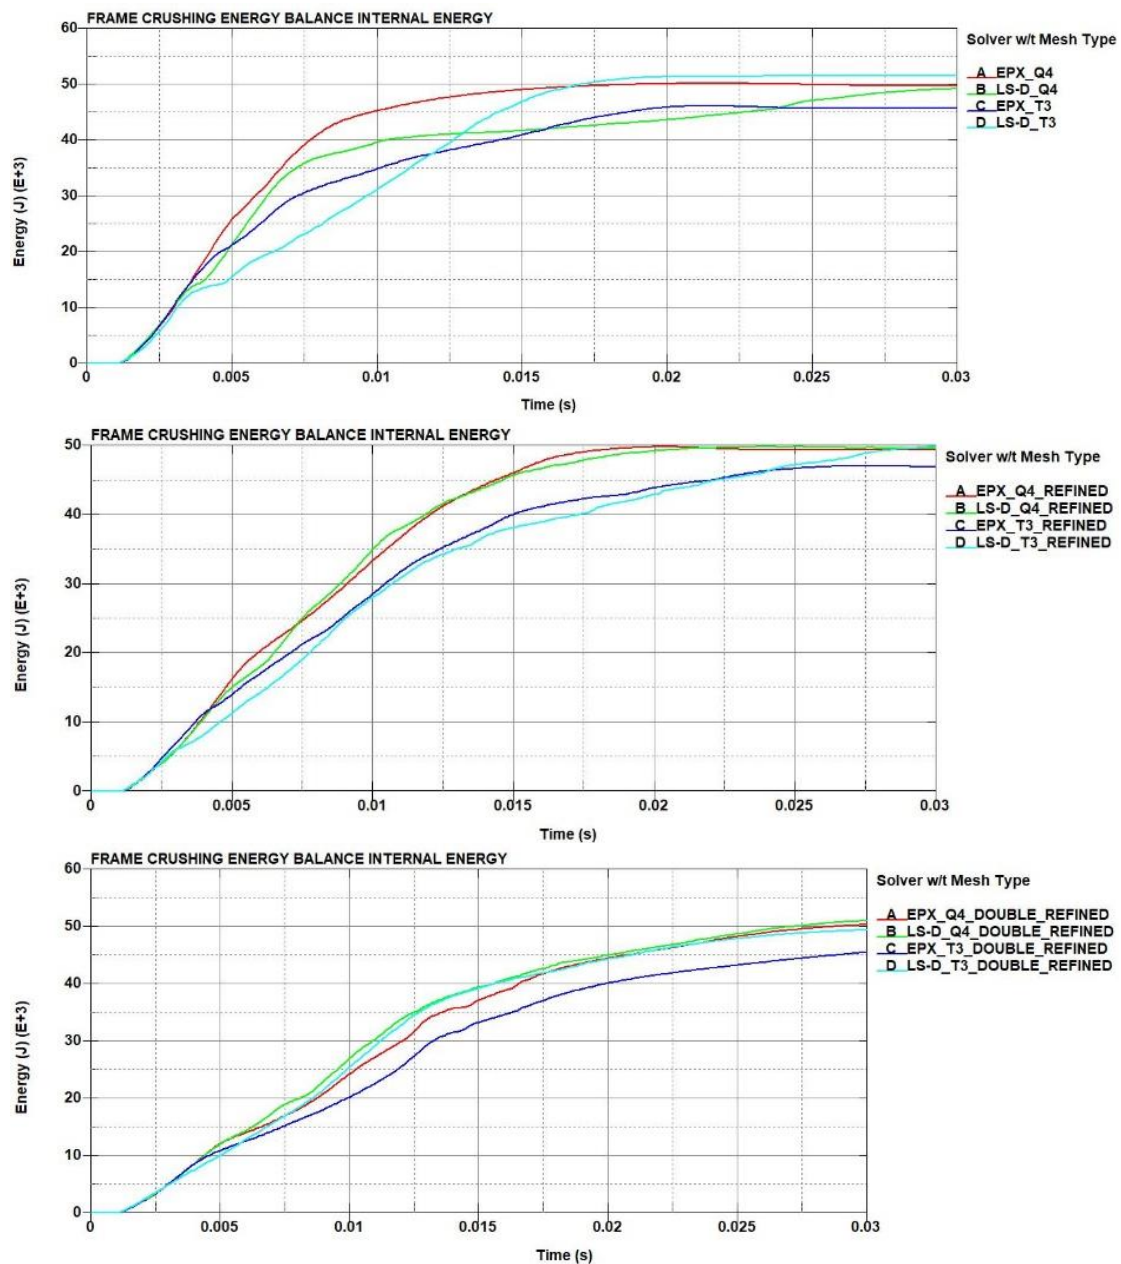 FRAME CRUSHING ENERGY BALANCE INTERNAL ENERGY
60
50
40
30
20
10
0
Energy (J) (E+3)
0 0.005 0.01 0.015 0.02 0.025 0.03
Time (s)
Solver w/t Mesh Type
A EPX_Q4
B LS-D_Q4
C EPX_T3
D LS-D_T3
FRAME CRUSHING ENERGY BALANCE INTERNAL ENERGY
50
40
30
20
10
0
Energy (J) (E+3)
0 0.005 0.01 0.015 0.02 0.025 0.03
Time (s)
Solver w/t Mesh Type
A EPX_Q4_REFINED
B LS-D_Q4_REFINED
C EPX_T3_REFINED
D LS-D_T3_REFINED
FRAME CRUSHING ENERGY BALANCE INTERNAL ENERGY
60
50
40
30
20
10
0
Energy (J) (E+3)
0 0.005 0.01 0.015 0.02 0.025 0.03
Time (s)
Solver w/t Mesh Type
A EPX_Q4_DOUBLE_REFINED
B LS-D_Q4_DOUBLE_REFINED
C EPX_T3_DOUBLE_REFINED
D LS-D_T3_DOUBLE_REFINED